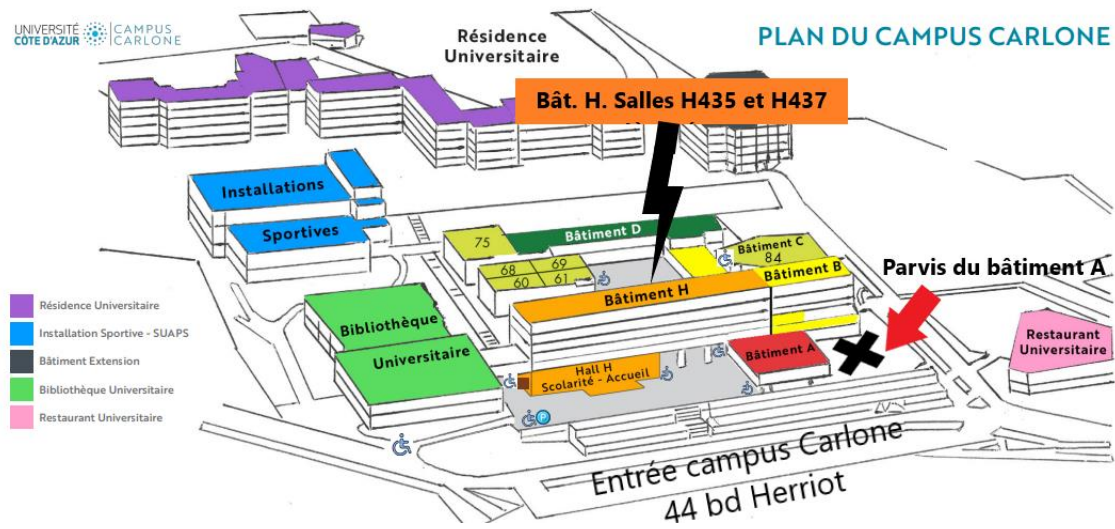 UNIVERSITÉ
CÔTE D'AZUR
CAMPUS
CARLONE
PLAN DU CAMPUS CARLONE
Résidence
Universitaire
Bât. H. Salles H435 et H437
Installations
Sportives
75
Bâtiment D
68
69
60
61
Bâtiment C
84
Bâtiment B
Bâtiment H
Parvis du bâtiment A
Bibliothèque
Universitaire
Bâtiment A
Hall H
Scolarité - Accueil
Restaurant
Universitaire
P
Résidence Universitaire
Installation Sportive - SUAPS
Bâtiment Extension
Bibliothèque Universitaire
Restaurant Universitaire
Entrée campus Carlone
44 bd Herriot